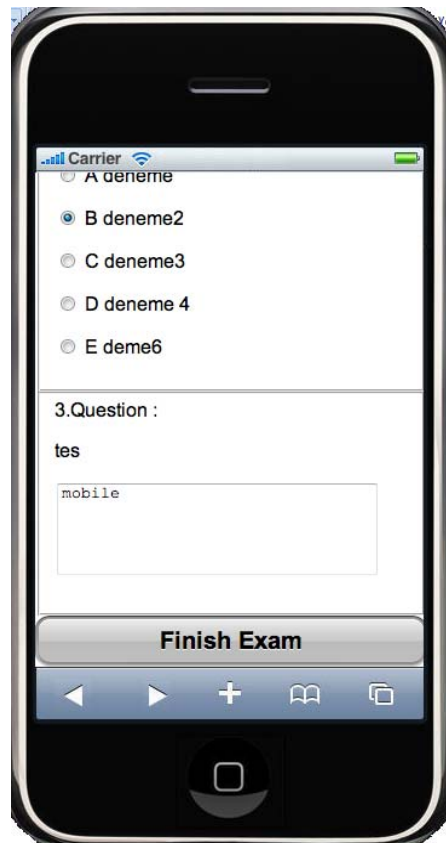 Carrier
A deneme
B deneme2
C deneme3
D deneme 4
E deme6
3.Question :
tes
mobile
Finish Exam